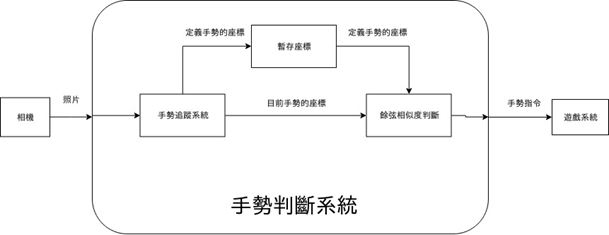 定義手勢的座標
暫存座標
定義手勢的座標
相機
照片
手勢追蹤系統
目前手勢的座標
餘弦相似度判斷
手勢指令
遊戲系統
手勢判斷系統